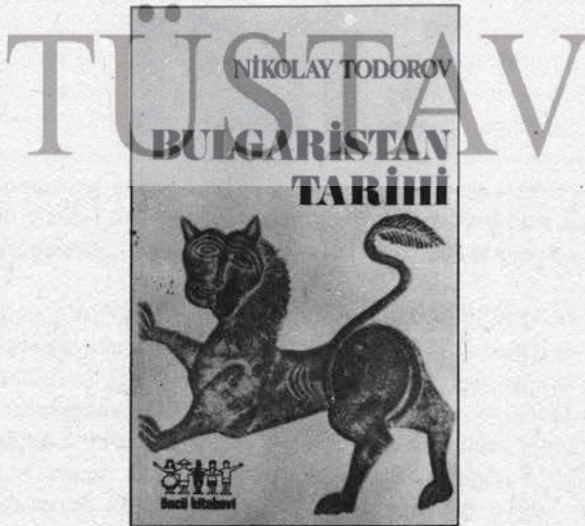 TÜSTAV
NİKOLAY TODOROV
BULGARİSTAN
TARİHİ
öncü kitabevi